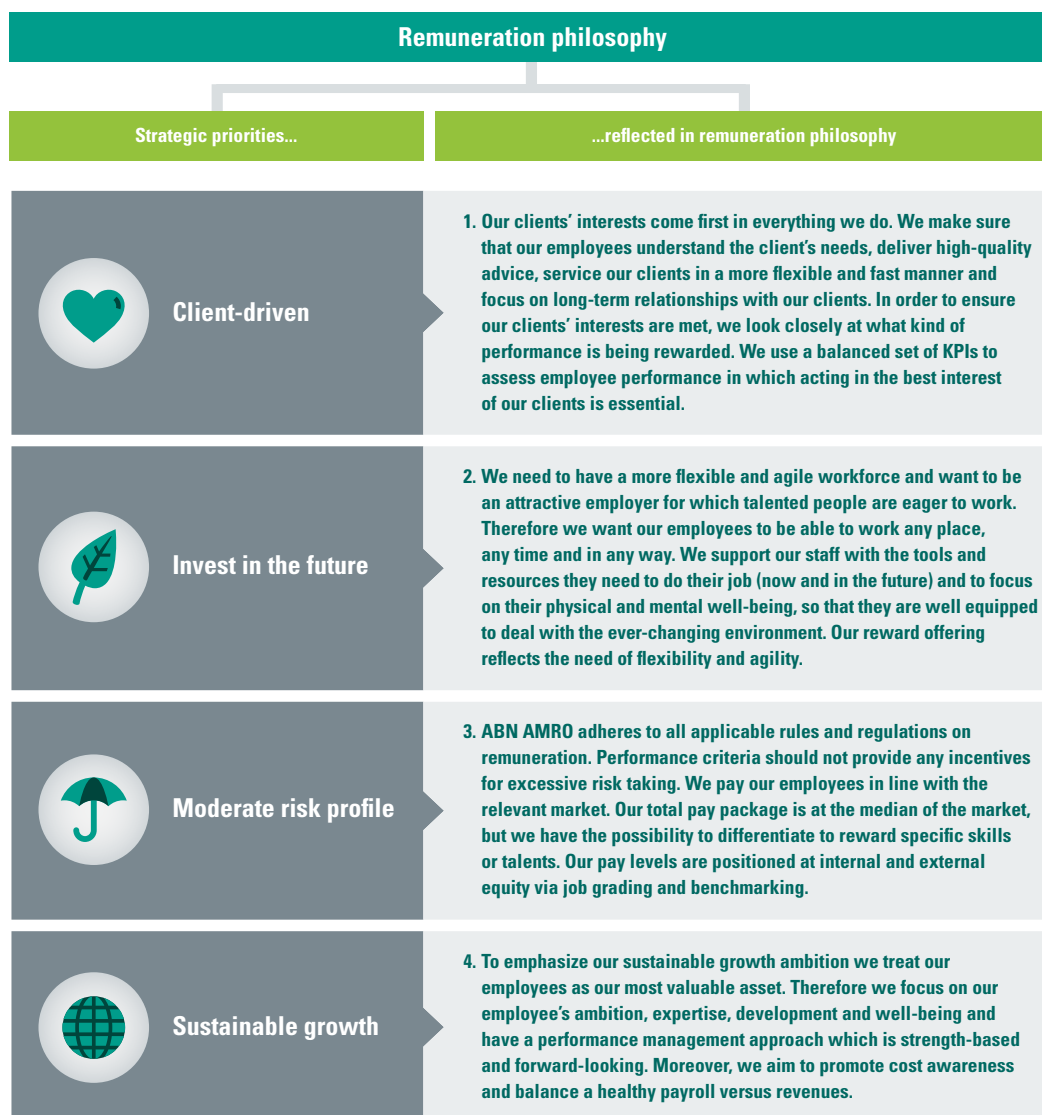 Remuneration philosophy
Strategic priorities...
...reflected in remuneration philosophy
Client-driven
1. Our clients' interests come first in everything we do. We make sure
that our employees understand the client's needs, deliver high-quality
advice, service our clients in a more flexible and fast manner and
focus on long-term relationships with our clients. In order to ensure
our clients' interests are met, we look closely at what kind of
performance is being rewarded. We use a balanced set of KPIs to
assess employee performance in which acting in the best interest
of our clients is essential.
Invest in the future
2. We need to have a more flexible and agile workforce and want to be
an attractive employer for which talented people are eager to work.
Therefore we want our employees to be able to work any place,
any time and in any way. We support our staff with the tools and
resources they need to do their job (now and in the future) and to focus
on their physical and mental well-being, so that they are well equipped
to deal with the ever-changing environment. Our reward offering
reflects the need of flexibility and agility.
Moderate risk profile
3. ABN AMRO adheres to all applicable rules and regulations on
remuneration. Performance criteria should not provide any incentives
for excessive risk taking. We pay our employees in line with the
relevant market. Our total pay package is at the median of the market,
but we have the possibility to differentiate to reward specific skills
or talents. Our pay levels are positioned at internal and external
equity via job grading and benchmarking.
Sustainable growth
4. To emphasize our sustainable growth ambition we treat our
employees as our most valuable asset. Therefore we focus on our
employee's ambition, expertise, development and well-being and
have a performance management approach which is strength-based
and forward-looking. Moreover, we aim to promote cost awareness
and balance a healthy payroll versus revenues.